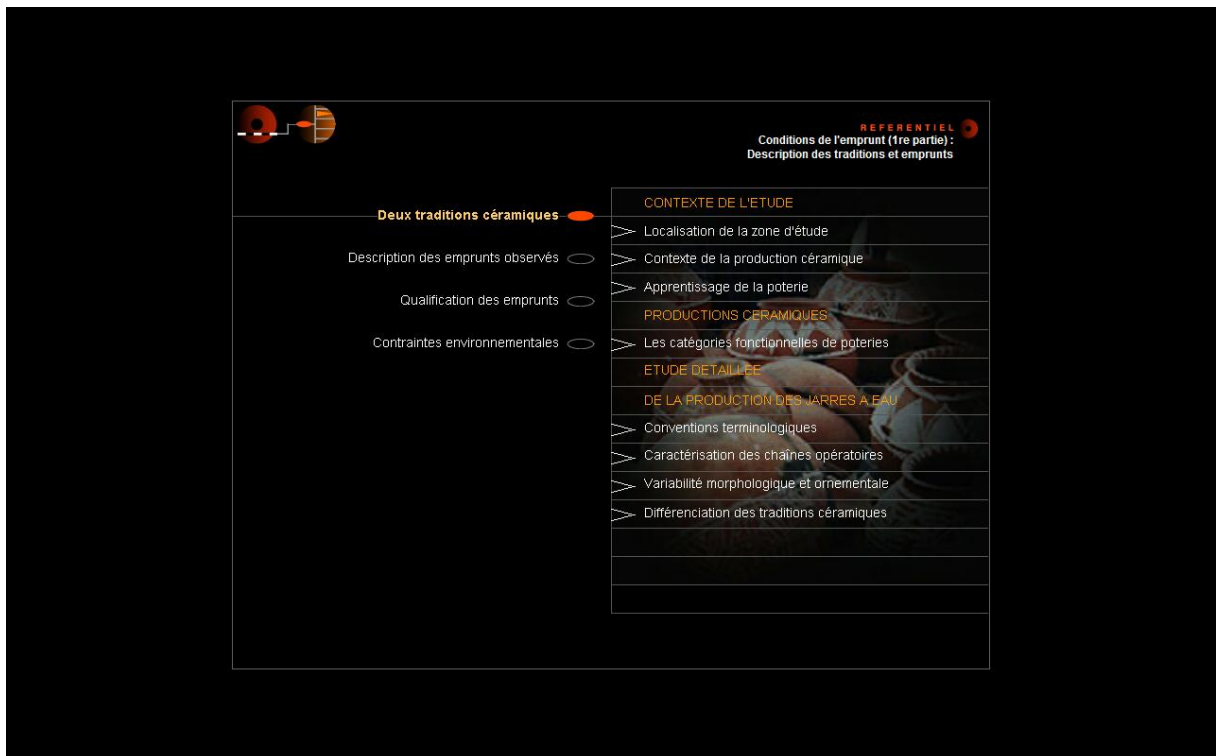 REFERENTIEL
Conditions de l'emprunt (1re partie) :
Description des traditions et emprunts
Deux traditions céramiques
Description des emprunts observés
Qualification des emprunts
Contraintes environnementales
CONTEXTE DE L'ETUDE
Localisation de la zone d'étude
Contexte de la production céramique
Apprentissage de la poterie
PRODUCTIONS CERAMIQUES
Les catégories fonctionnelles de poteries
ETUDE DETAILLEE
DE LA PRODUCTION DES JARRES A EAU
Conventions terminologiques
Caractérisation des chaînes opératoires
Variabilité morphologique et ornementale
Différenciation des traditions céramiques